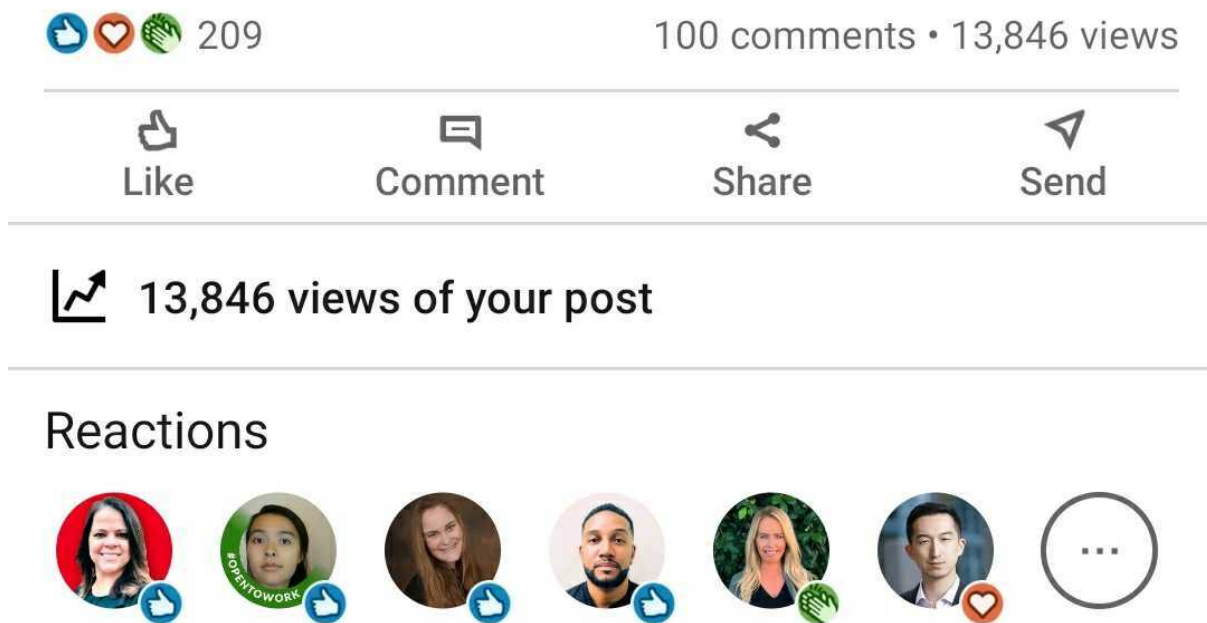 209
100 comments • 13,846 views
Like Comment Share Send
13,846 views of your post
Reactions
#OPENTOWORK
...